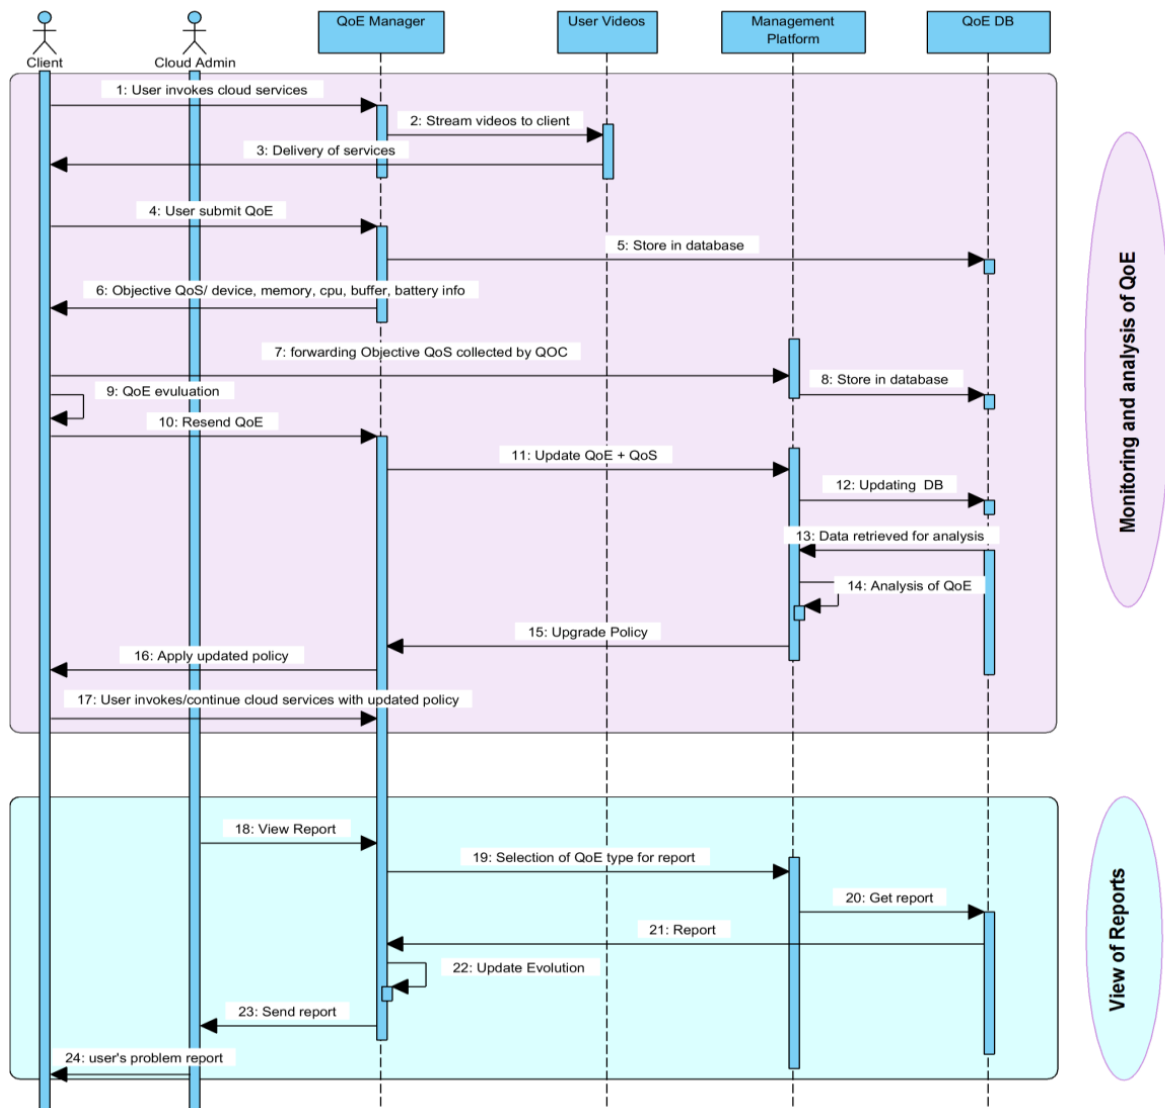 QoE Manager
User Videos
Management
Platform
QoE DB
Client
Cloud Admin
1: User invokes cloud services
2: Stream videos to client
3: Delivery of services
4: User submit QoE
5: Store in database
6: Objective QoS/ device, memory, cpu, buffer, battery info
7: forwarding Objective QoS collected by QOC
8: Store in database
9: QoE evuluation
10: Resend QoE
11: Update QoE + QoS
12: Updating DB
13: Data retrieved for analysis
14: Analysis of QoE
15: Upgrade Policy
16: Apply updated policy
17: User invokes/continue cloud services with updated policy
Monitoring and analysis of QoE
18: View Report
19: Selection of QoE type for report
20: Get report
21: Report
22: Update Evolution
23: Send report
24: user's problem report
View of Reports